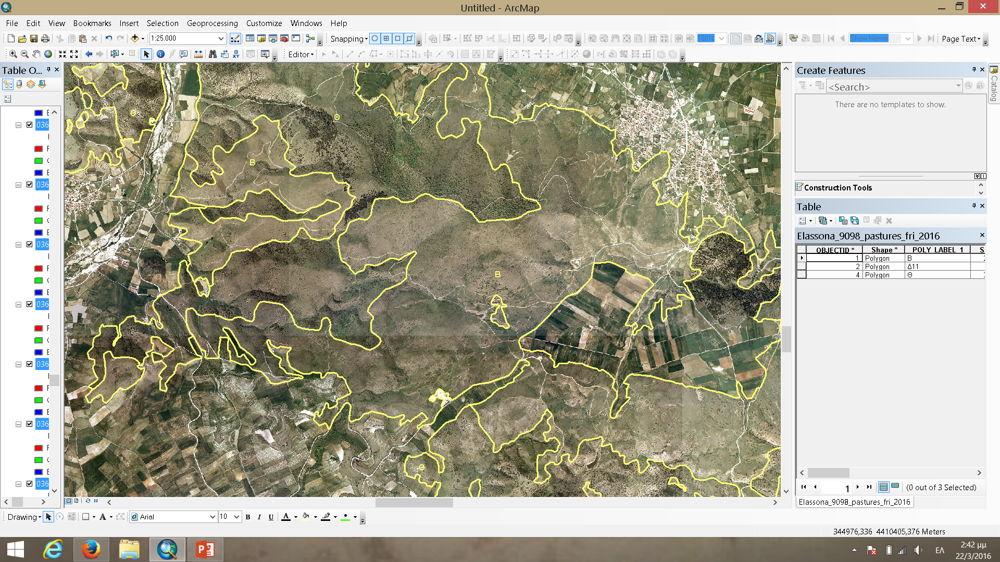 Untitled - ArcMap
File Edit View Bookmarks Insert Selection Geoprocessing Customize Windows Help
1:25.000
Snapping
100%
Show Name
Page Text
Editor
Table O...
Create Features
<Search>
There are no templates to show.
Catalog
Construction Tools
Table
Elassona_9098_pastures_fri_2016
OBJECTID * Shape * POLY_LABEL_1 S
1 Polygon B
2 Polygon Δ11
4 Polygon Θ
036
036
036
036
036
036
036
Θ
Θ
B
B
Θ
1
(0 out of 3 Selected)
Elassona_9098_pastures_fri_2016
Drawing
A
Arial
10
B I U A
344976,336 4410405,376 Meters
ΕΛ
2:42 μμ
22/3/2016